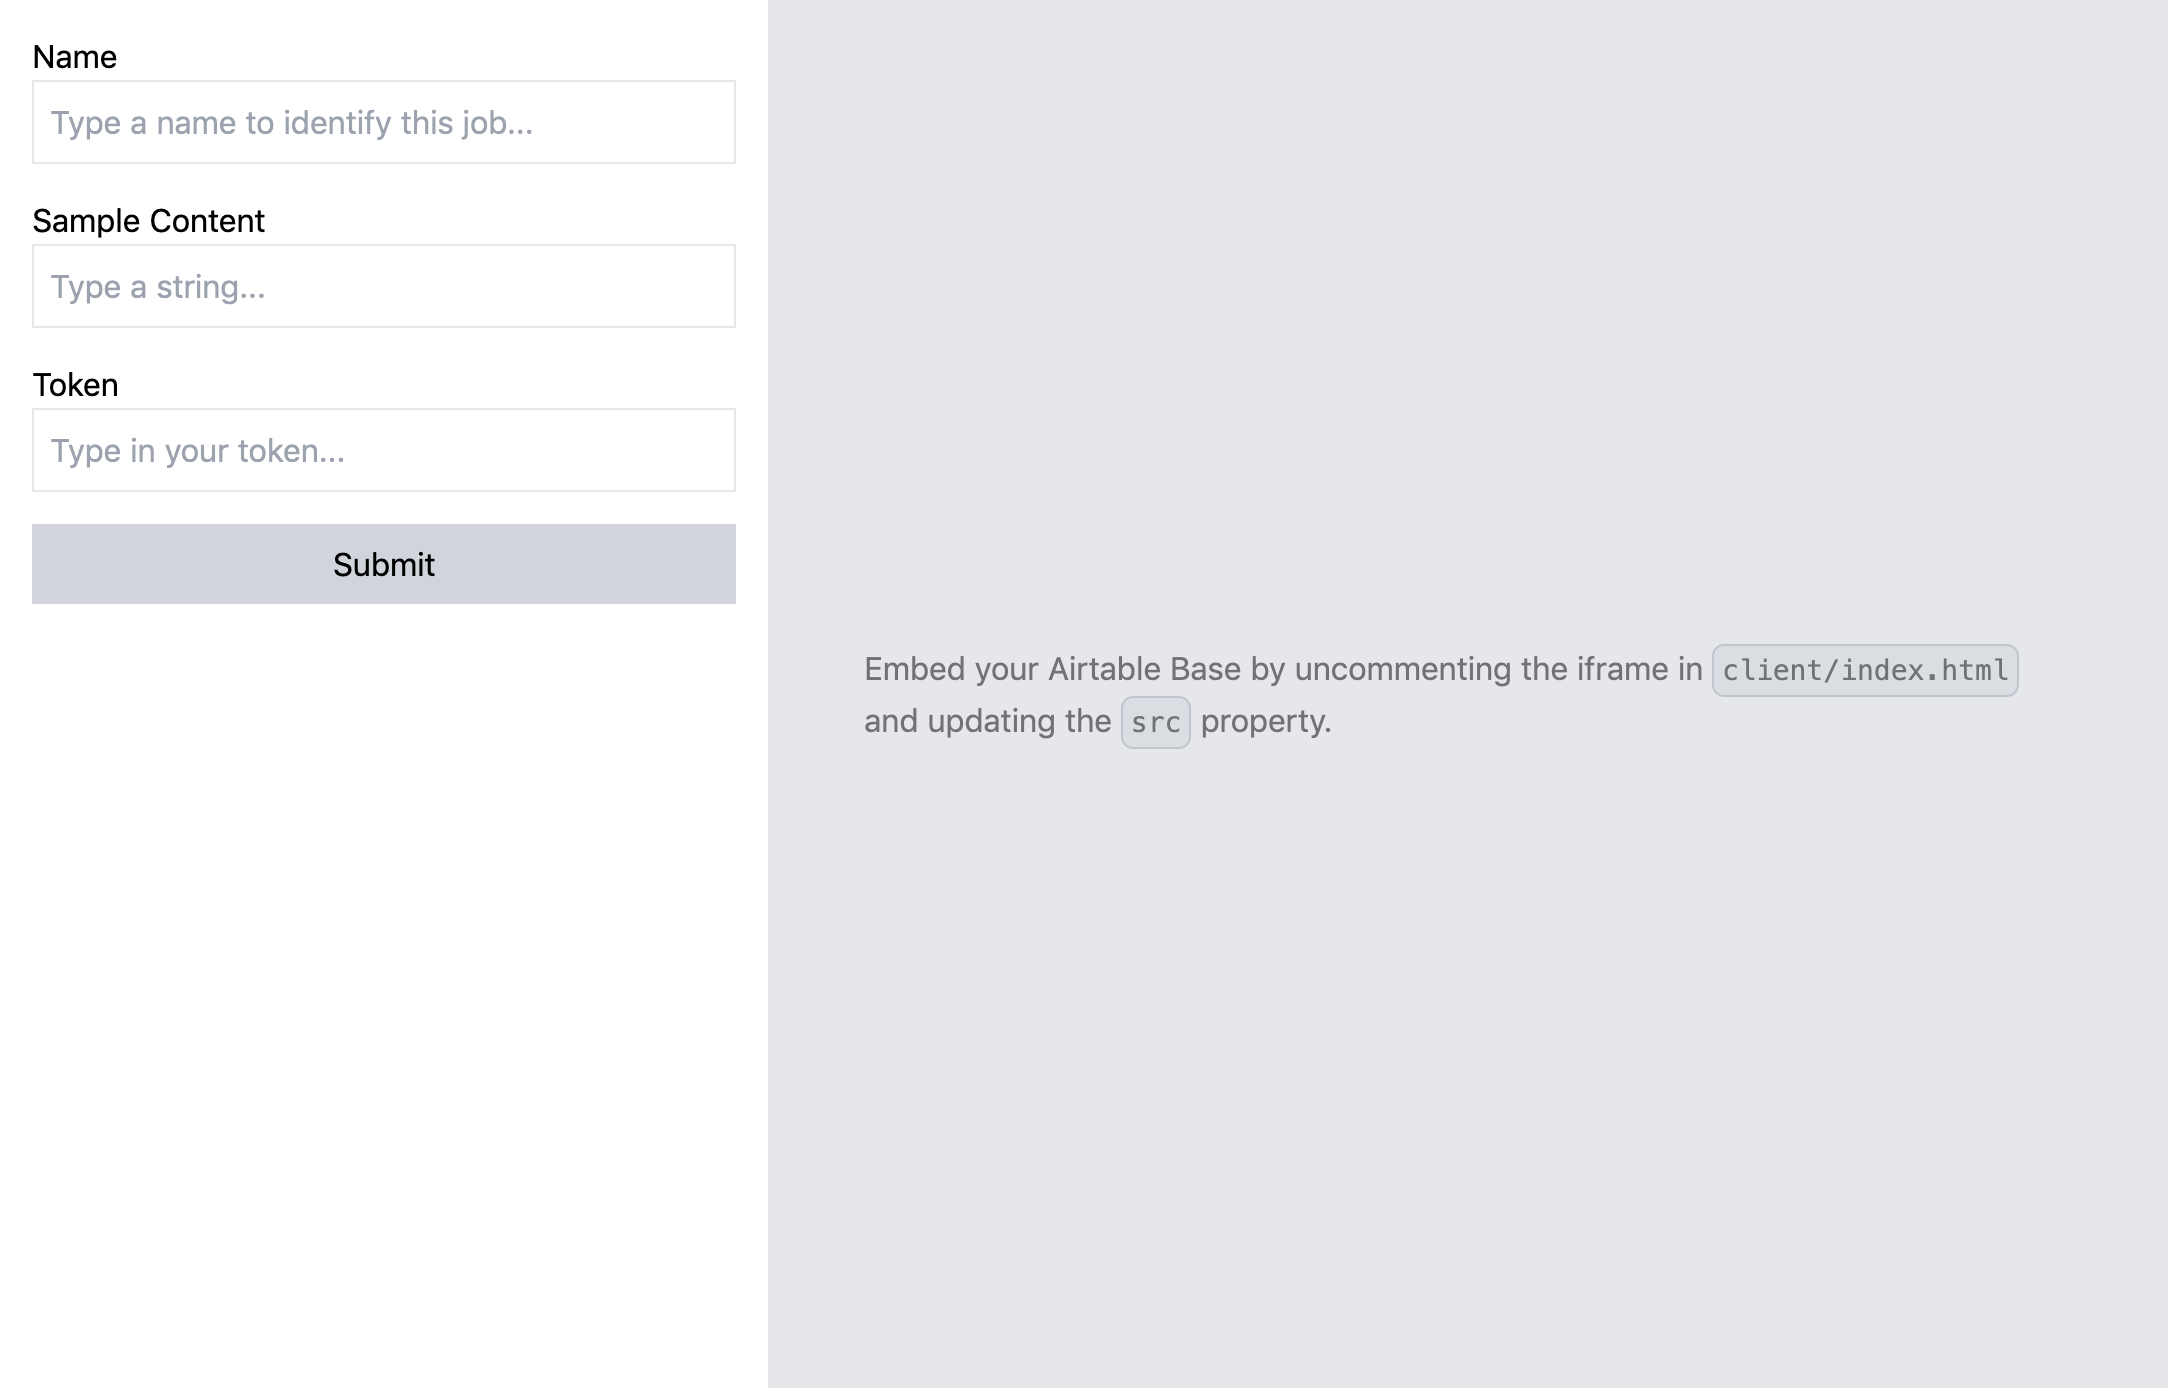 Name
Type a name to identify this job...
Sample Content
Type a string...
Token
Type in your token...
Submit
Embed your Airtable Base by uncommenting the iframe in client/index.html
and updating the src property.